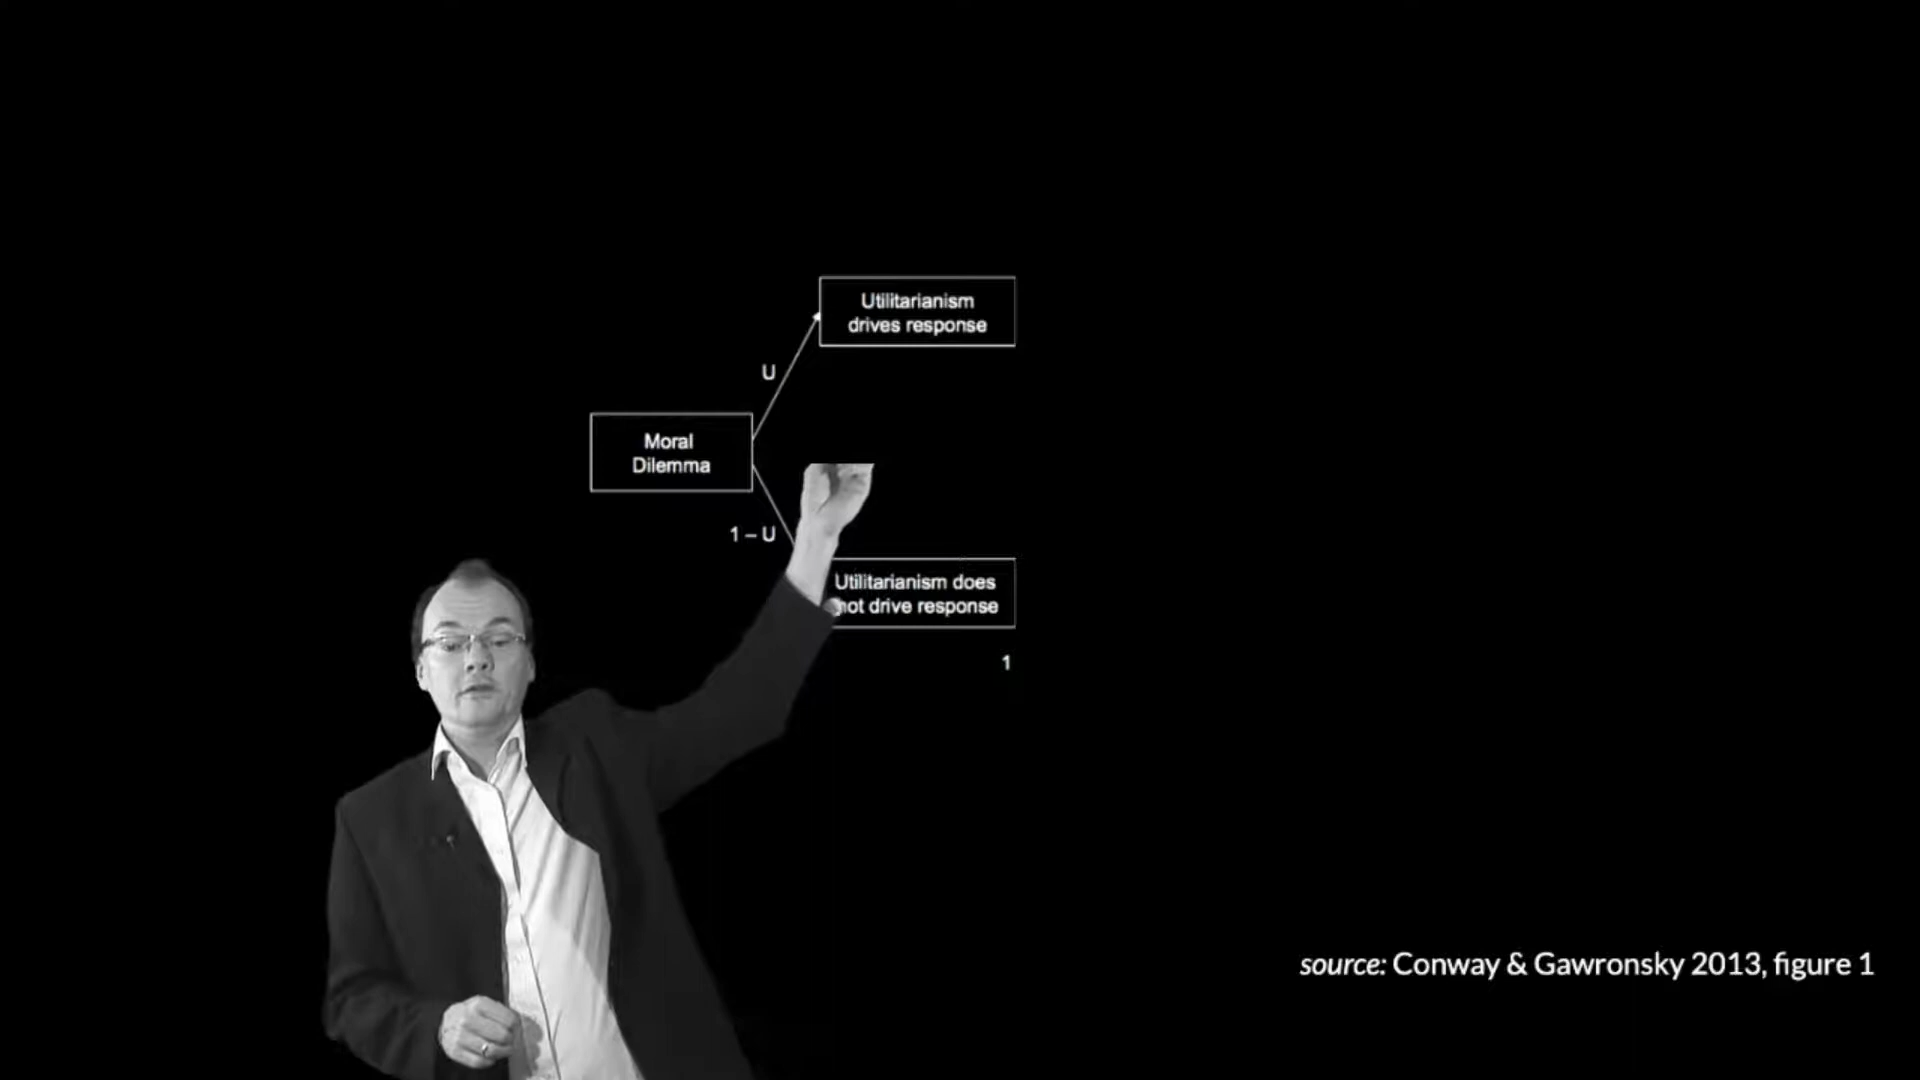 Utilitarianism
drives response
U
Moral
Dilemma
1 – U
Utilitarianism does
not drive response
1
source: Conway & Gawronsky 2013, figure 1